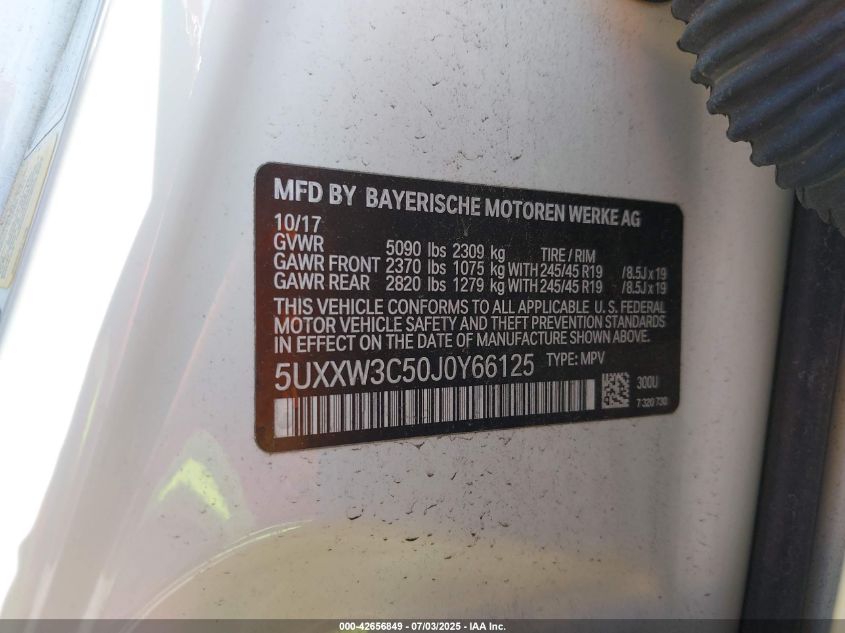 MFD BY BAYERISCHE MOTOREN WERKE AG
10/17
GVWR 5090 lbs 2309 kg TIRE / RIM
GAWR FRONT 2370 lbs 1075 kg WITH 245/45 R19 /8.5J x 19
GAWR REAR 2820 lbs 1279 kg WITH 245/45 R19 /8.5J x 19
THIS VEHICLE CONFORMS TO ALL APPLICABLE U. S. FEDERAL
MOTOR VEHICLE SAFETY AND THEFT PREVENTION STANDARDS
IN EFFECT ON THE DATE OF MANUFACTURE SHOWN ABOVE.
5UXXW3C50J0Y66125 TYPE: MPV
300U
7 320 730
000-42656849 - 07/03/2025 - IAA Inc.